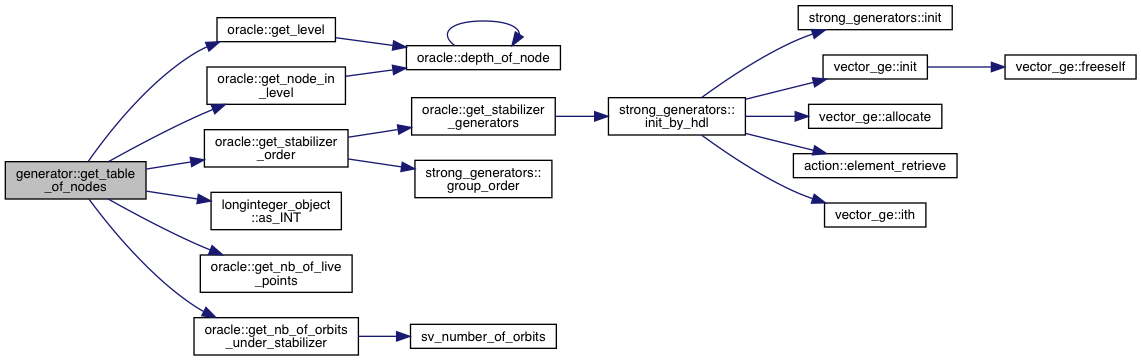 generator::get_table
_of_nodes
oracle::get_level
oracle::get_node_in
_level
oracle::get_stabilizer
_order
longinteger_object
::as_INT
oracle::get_nb_of_live
_points
oracle::get_nb_of_orbits
_under_stabilizer
oracle::depth_of_node
oracle::get_stabilizer
_generators
strong_generators::
group_order
sv_number_of_orbits
strong_generators::
init_by_hdl
strong_generators::init
vector_ge::init
vector_ge::allocate
action::element_retrieve
vector_ge::ith
vector_ge::freeself